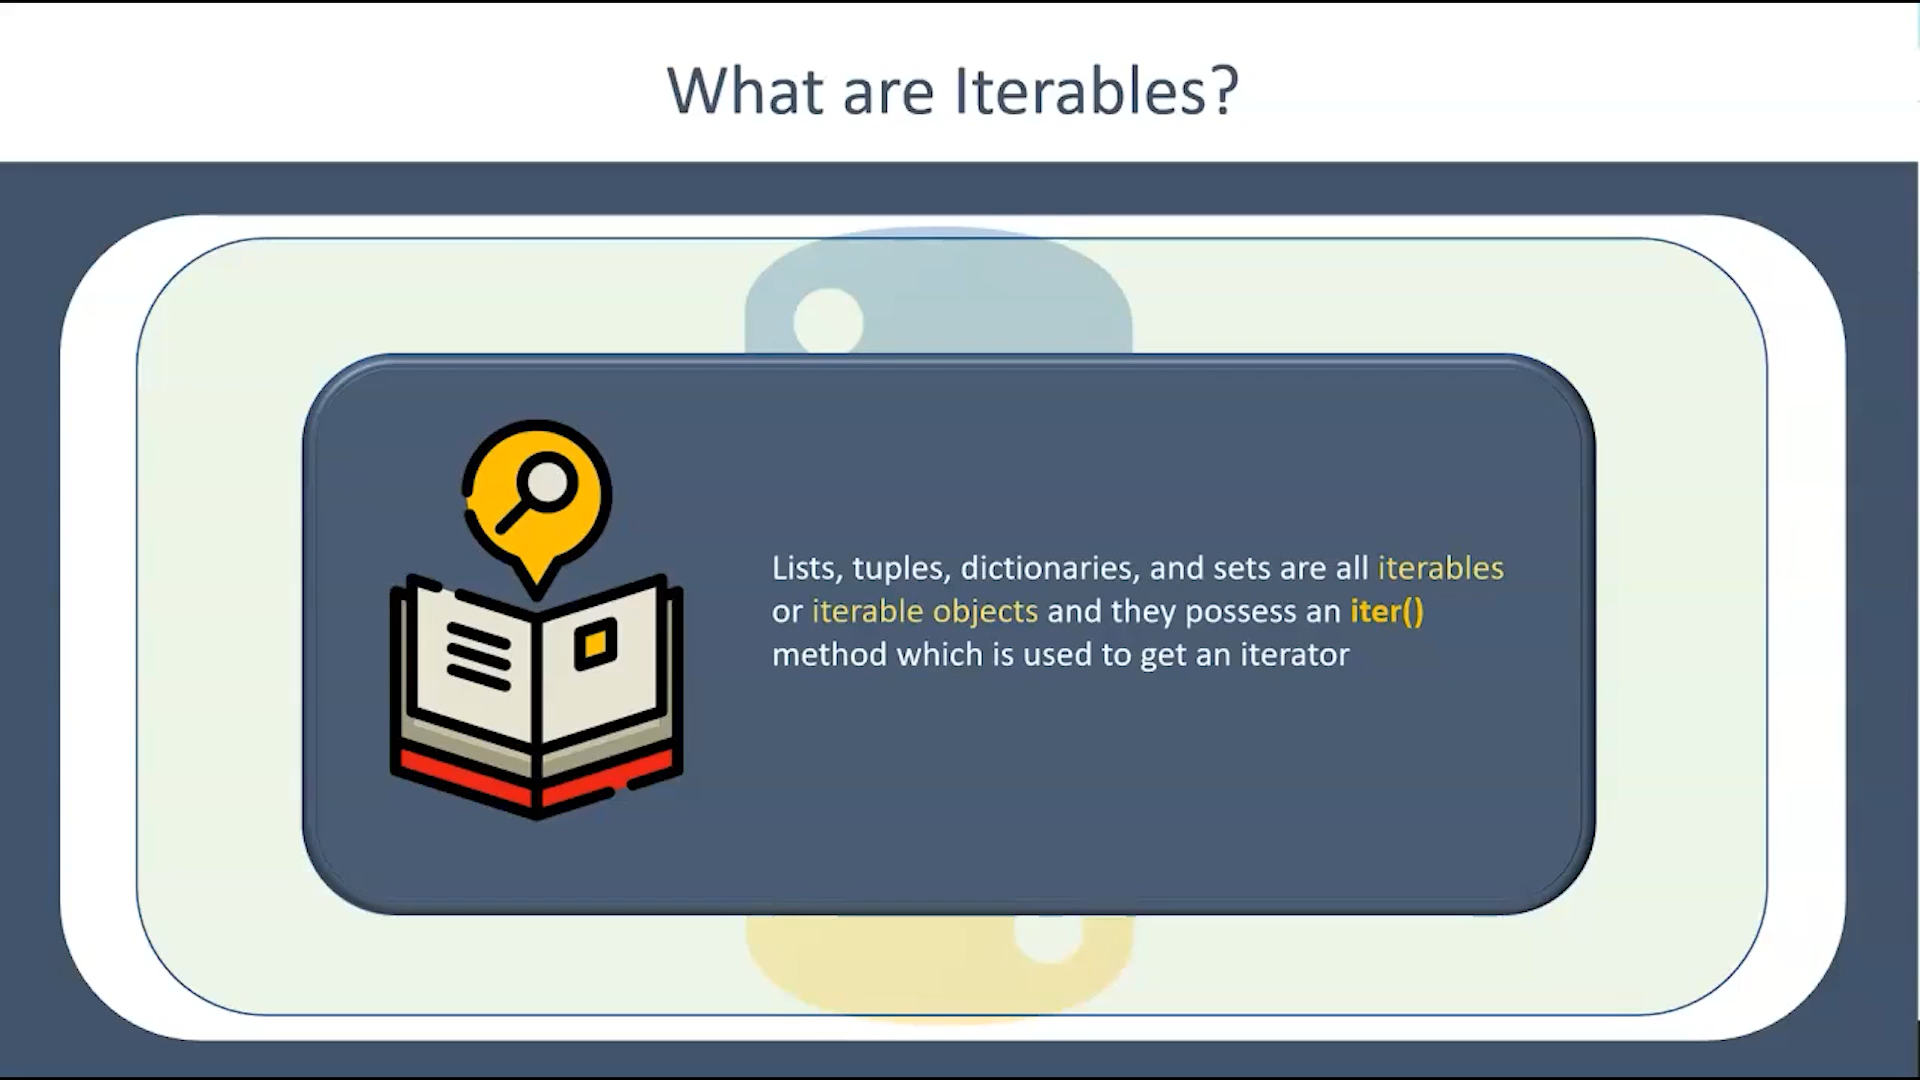 What are Iterables?
Lists, tuples, dictionaries, and sets are all iterables
or iterable objects and they possess an iter()
method which is used to get an iterator